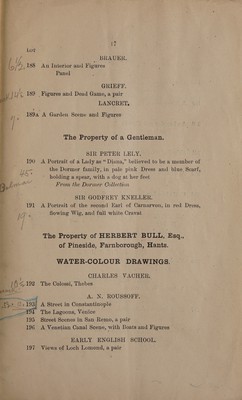 17
Lot
BRAUER.
188 An Interior and Figures
Panel
GRIEFF.
189 Figures and Dead Game, a pair
LANCRET.
189A A Garden Scene and Figures
The Property of a Gentleman.
SIR PETER LELY.
190 A Portrait of a Lady as "Diana," believed to be a member of
the Dormer family, in pale pink Dress and blue Scarf,
holding a spear, with a dog at her feet
From the Dormer Collection
SIR GODFREY KNELLER.
191 A Portrait of the second Earl of Carnarvon, in red Dress,
flowing Wig, and full white Cravat
The Property of HERBERT BULL, Esq.,
of Pineside, Farnborough, Hants.
WATER-COLOUR DRAWINGS.
CHARLES VACHER.
192 The Colossi, Thebes
A. N. ROUSSOFF.
193 A Street in Constantinople
194 The Lagoons, Venice
195 Street Scenes in San Remo, a pair
196 A Venetian Canal Scene, with Boats and Figures
EARLY ENGLISH SCHOOL.
197 Views of Loch Lomond, a pair